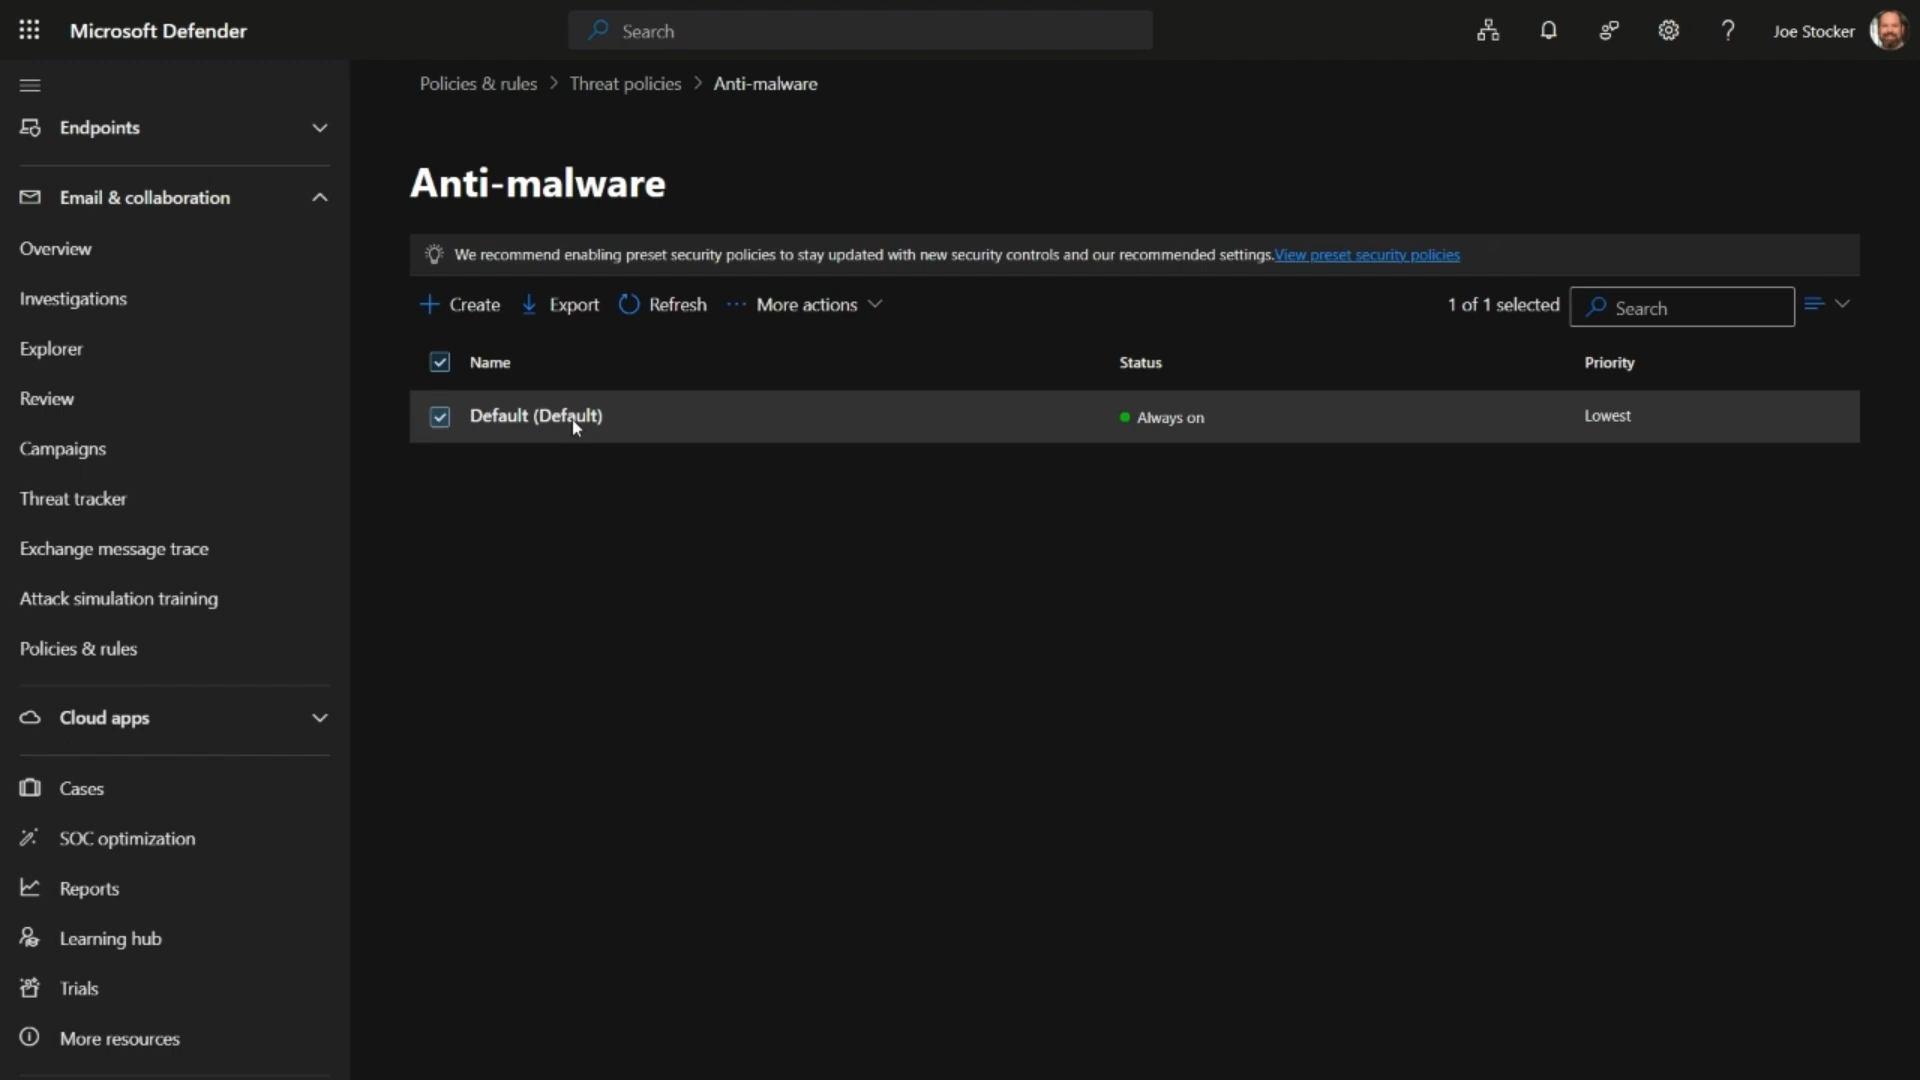 Microsoft Defender
Search
Joe Stocker
Endpoints
Email & collaboration
Overview
Investigations
Explorer
Review
Campaigns
Threat tracker
Exchange message trace
Attack simulation training
Policies & rules
Cloud apps
Cases
SOC optimization
Reports
Learning hub
Trials
More resources
Policies & rules > Threat policies > Anti-malware
Anti-malware
We recommend enabling preset security policies to stay updated with new security controls and our recommended settings.View preset security policies
Create Export Refresh More actions 1 of 1 selected Search
Name Status Priority
Default (Default) Always on Lowest